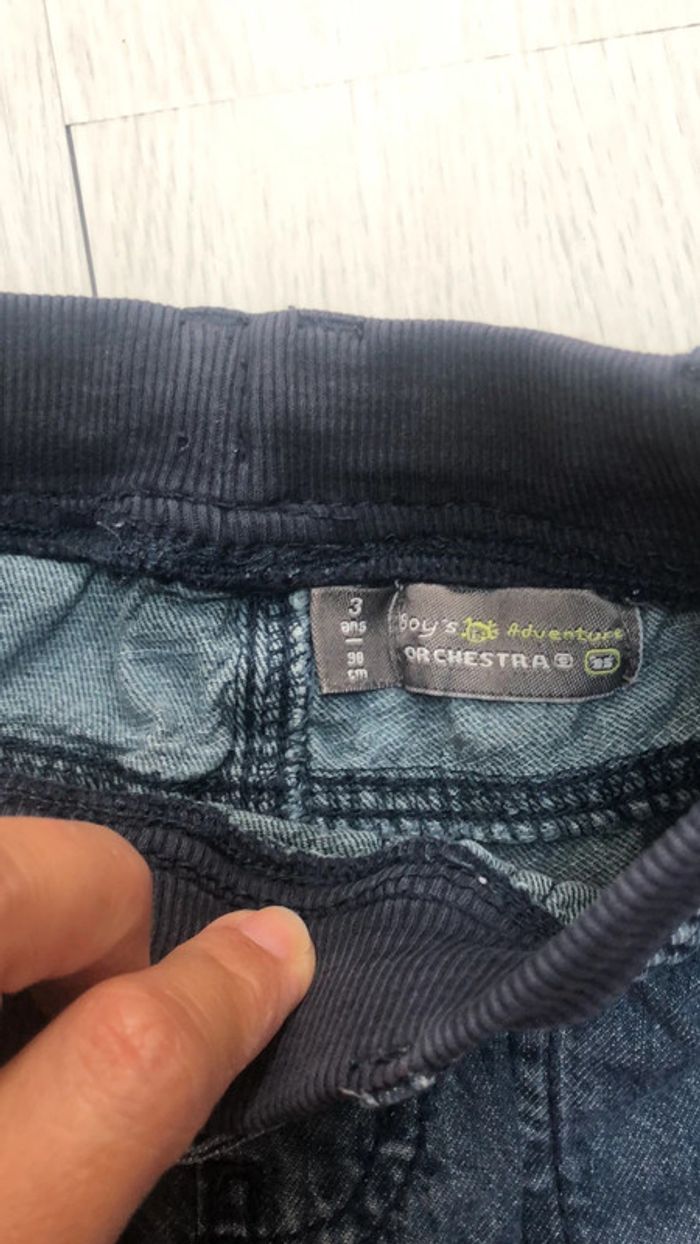 3
ans
98
cm
Boy's Adventure
ORCHESTRA®